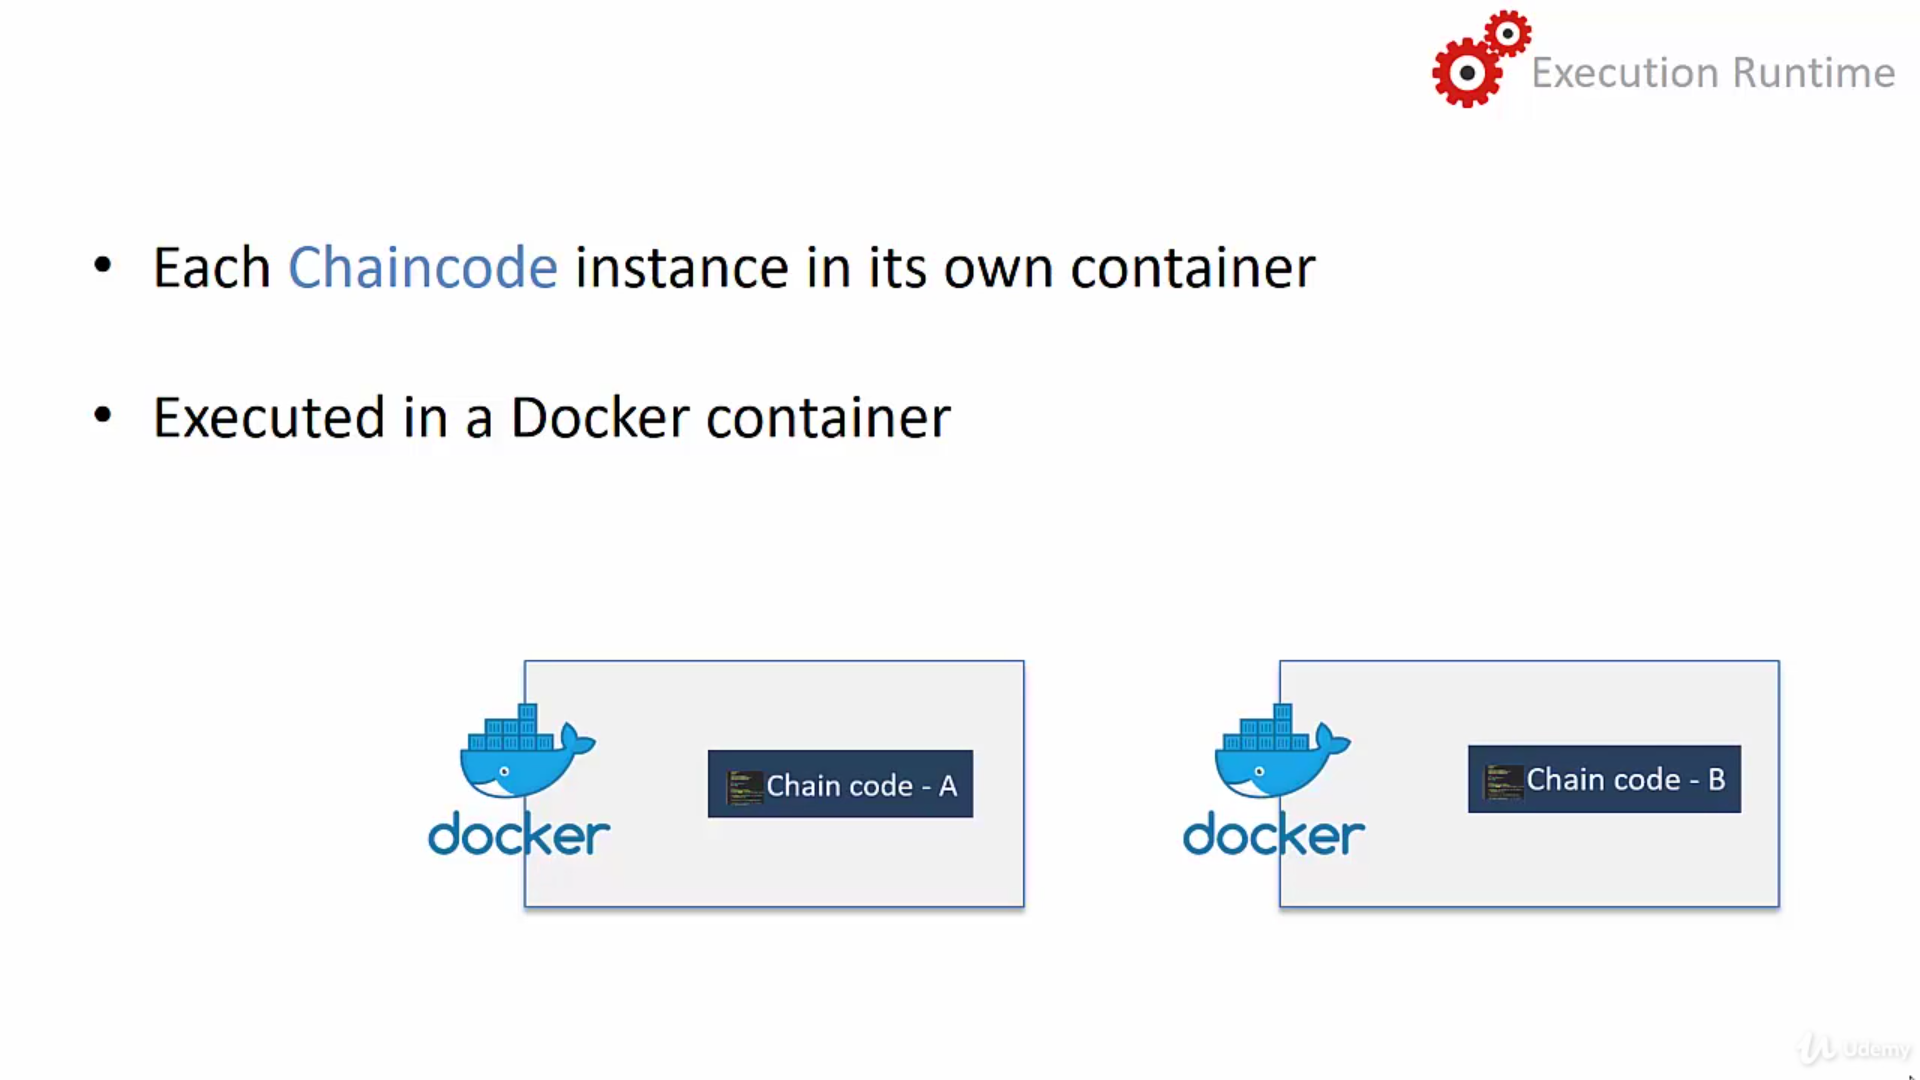 Execution Runtime
• Each Chaincode instance in its own container
• Executed in a Docker container
docker
Chain code - A
docker
Chain code - B
Udemy